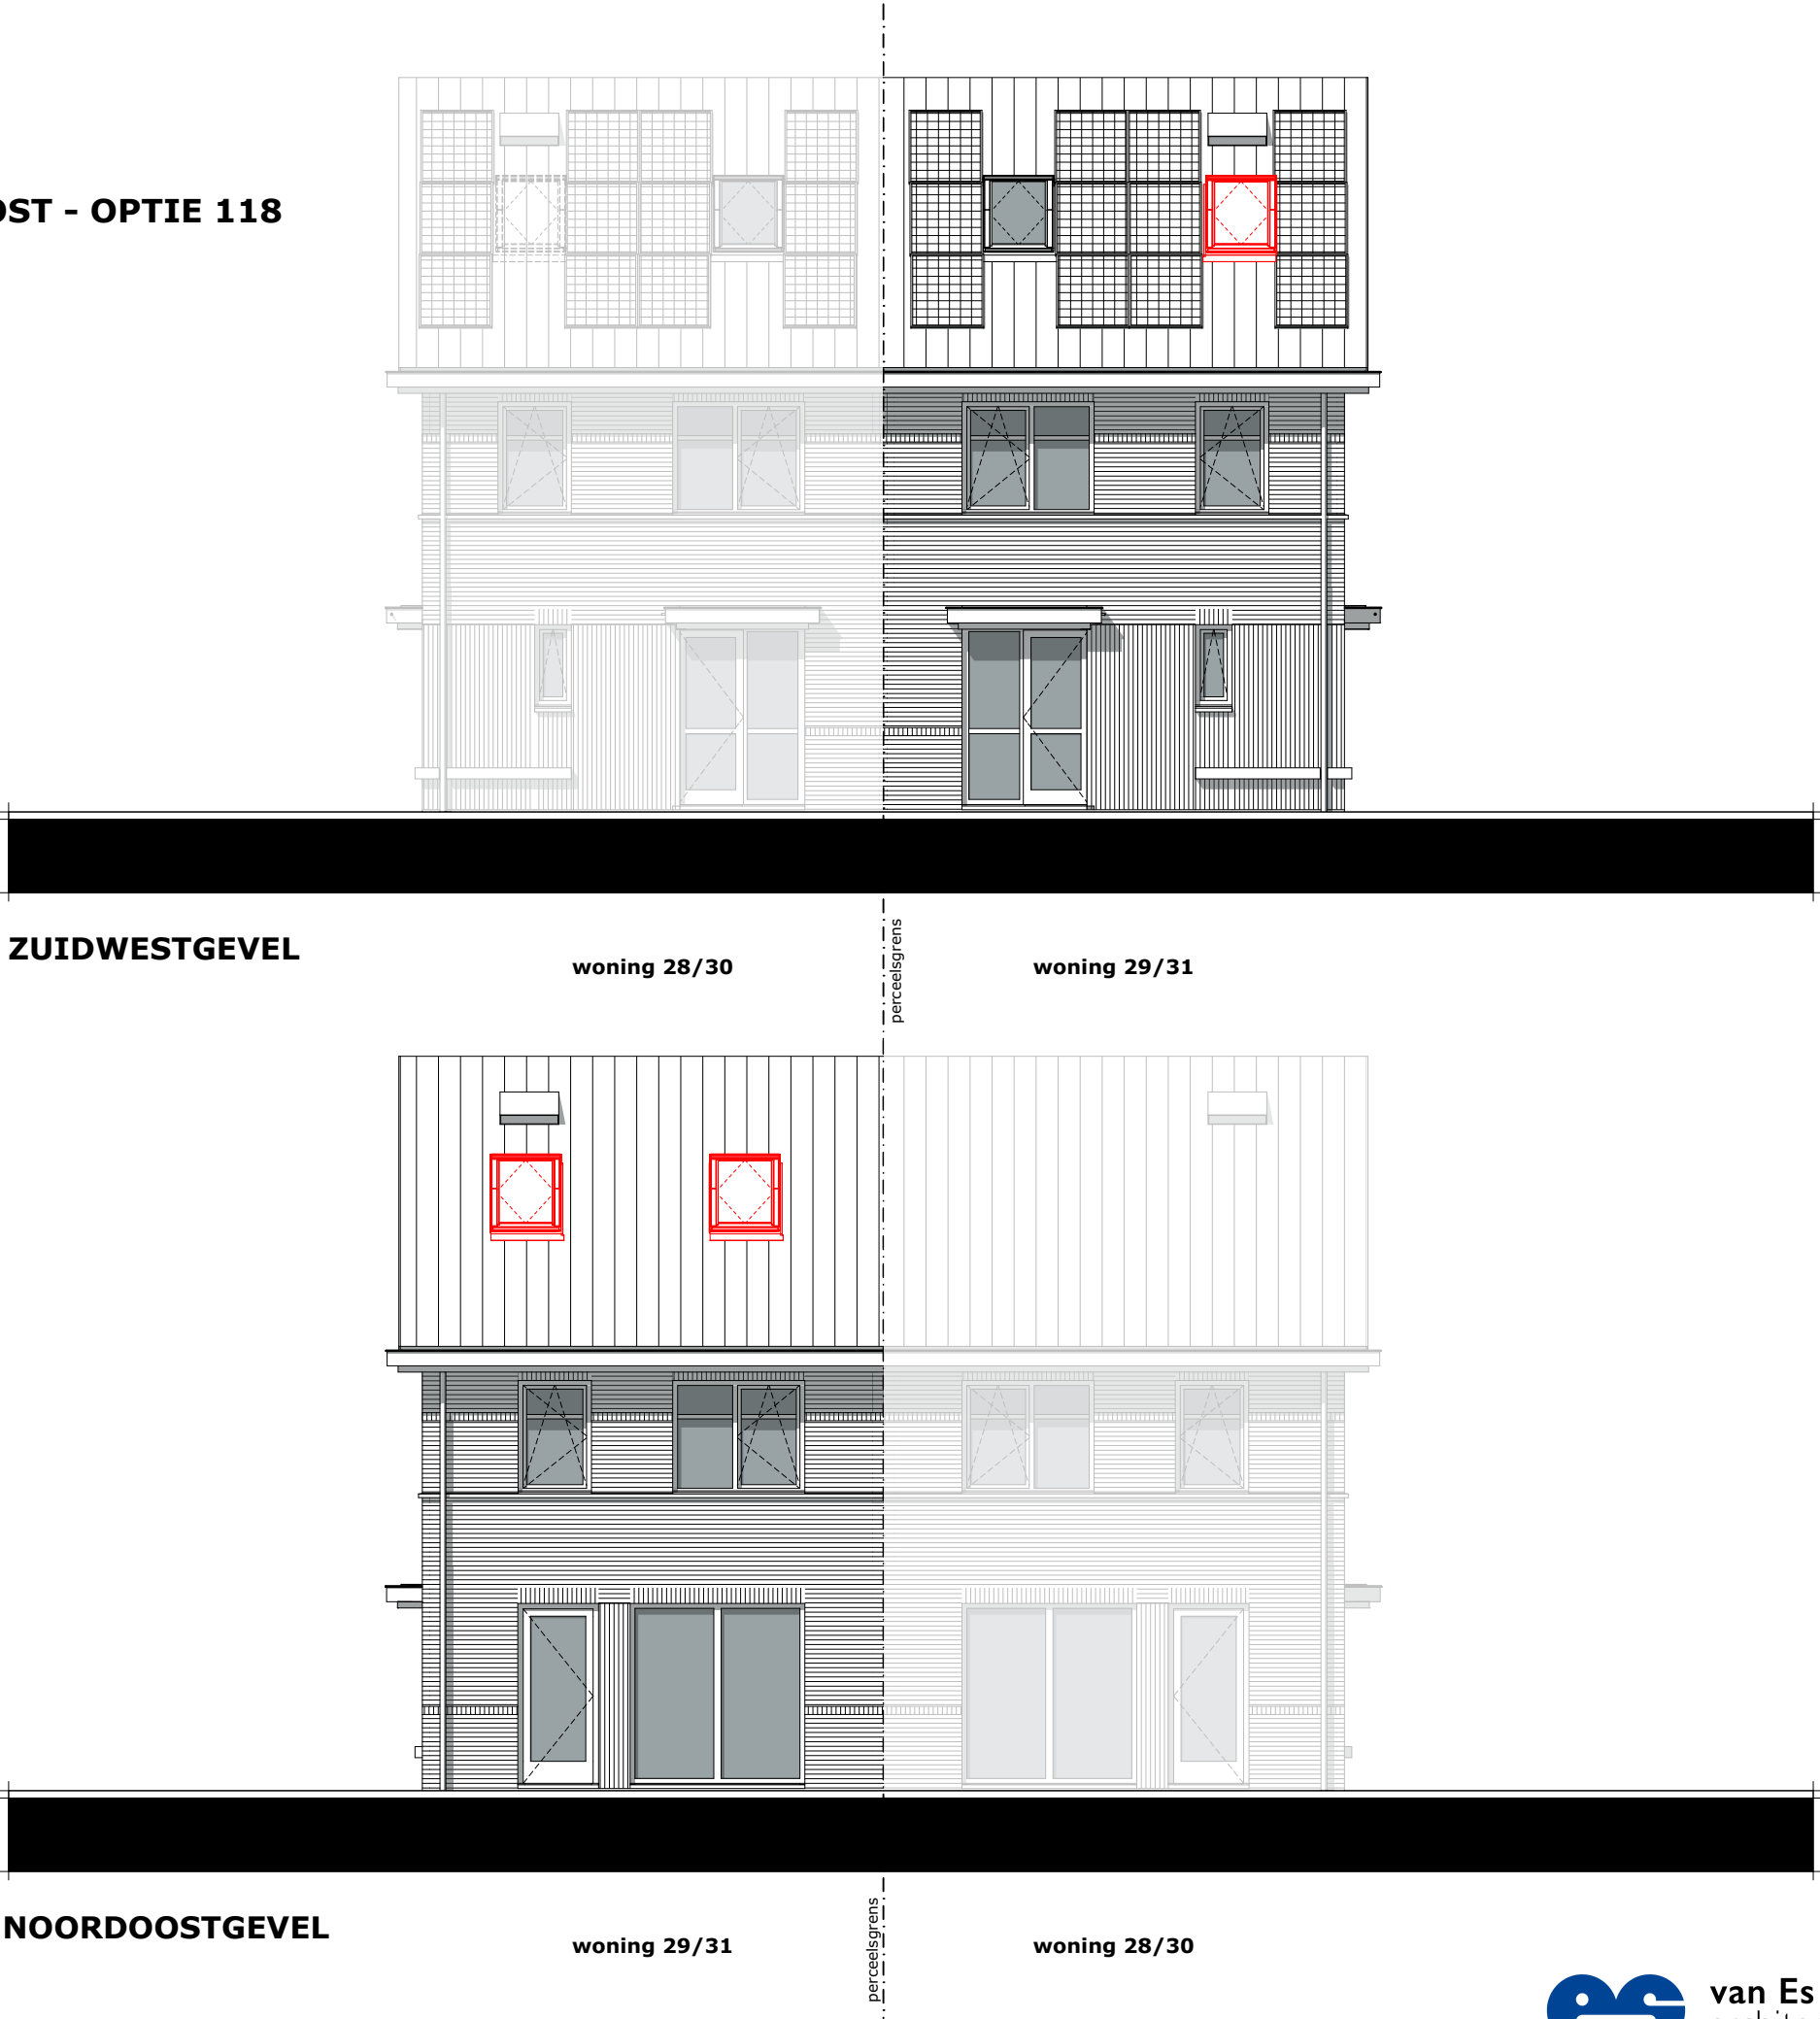 - OPTIE 118
ZUIDWESTGEVEL
woning 28/30
perceelsgrens
woning 29/31
NOORDOOSTGEVEL
woning 29/31
perceelsgrens
woning 28/30
van Es